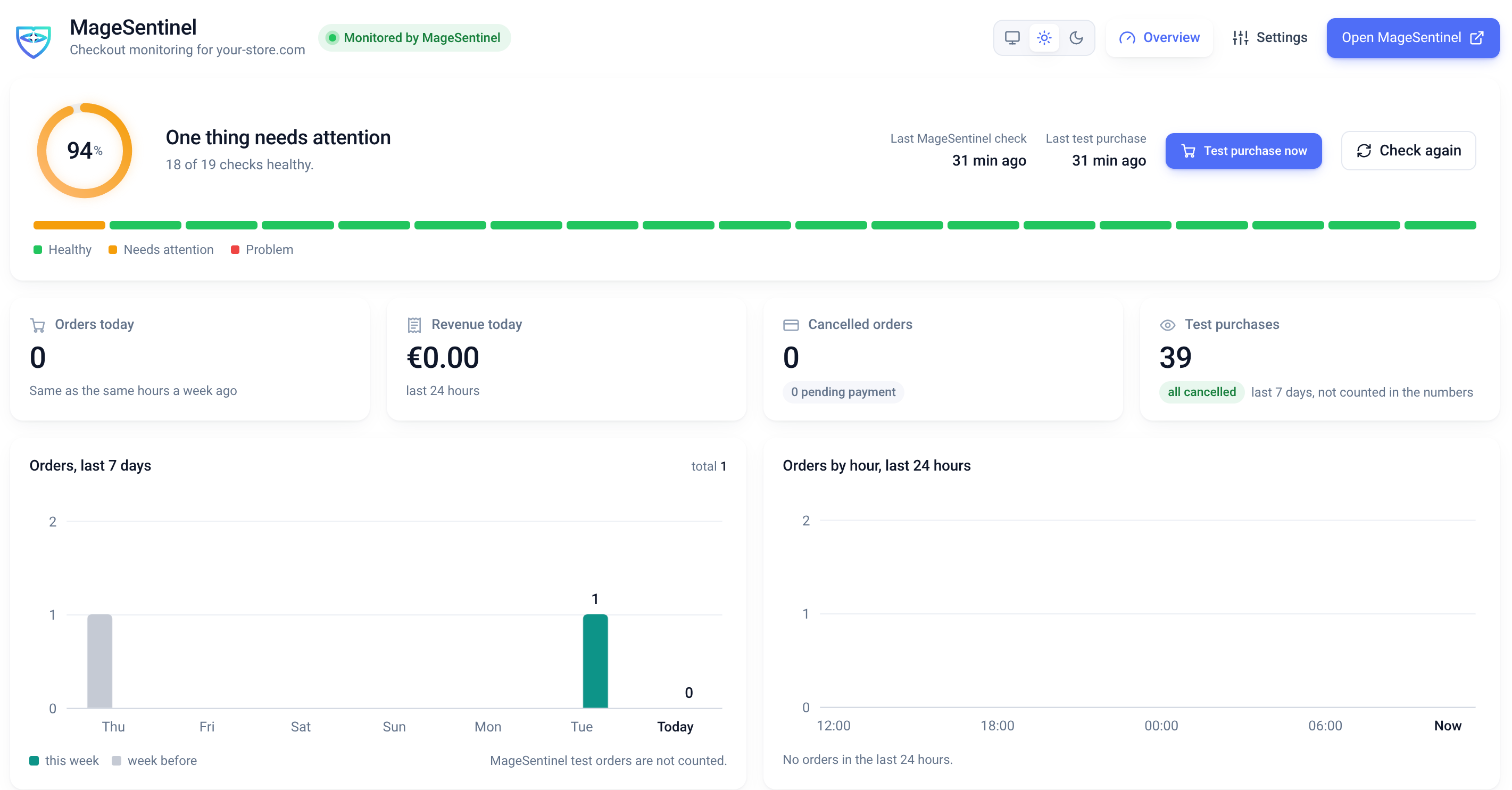 MageSentinel
Checkout monitoring for your-store.com
Monitored by MageSentinel
Overview
Settings
Open MageSentinel
94%
One thing needs attention
18 of 19 checks healthy.
Last MageSentinel check
31 min ago
Last test purchase
31 min ago
Test purchase now
Check again
Healthy
Needs attention
Problem
Orders today
0
Same as the same hours a week ago
Revenue today
€0.00
last 24 hours
Cancelled orders
0
0 pending payment
Test purchases
39
all cancelled last 7 days, not counted in the numbers
Orders, last 7 days
total 1
2
1
0
1
0
Thu Fri Sat Sun Mon Tue Today
this week week before
MageSentinel test orders are not counted.
Orders by hour, last 24 hours
2
1
0
12:00 18:00 00:00 06:00 Now
No orders in the last 24 hours.